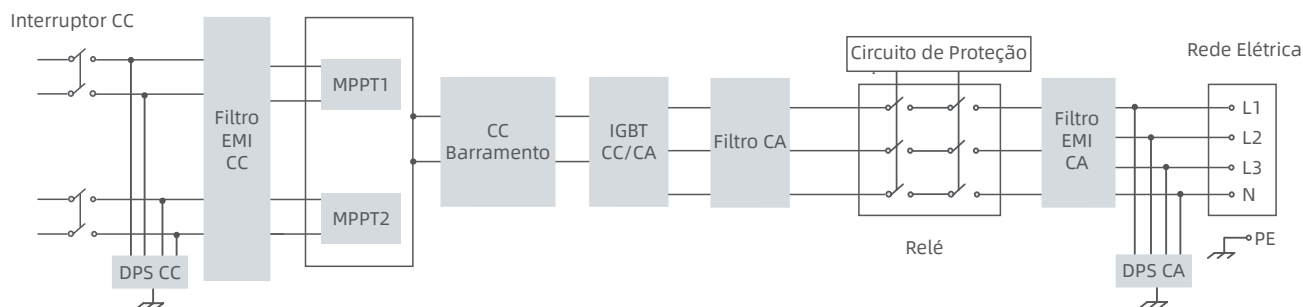 Interruptor CC
Filtro
EMI
CC
MPPT1
MPPT2
DPS CC
CC
Barramento
IGBT
CC/CA
Filtro CA
Circuito de Proteção
Relé
Filtro
EMI
CA
Rede Elétrica
L1
L2
L3
N
PE
DPS CA